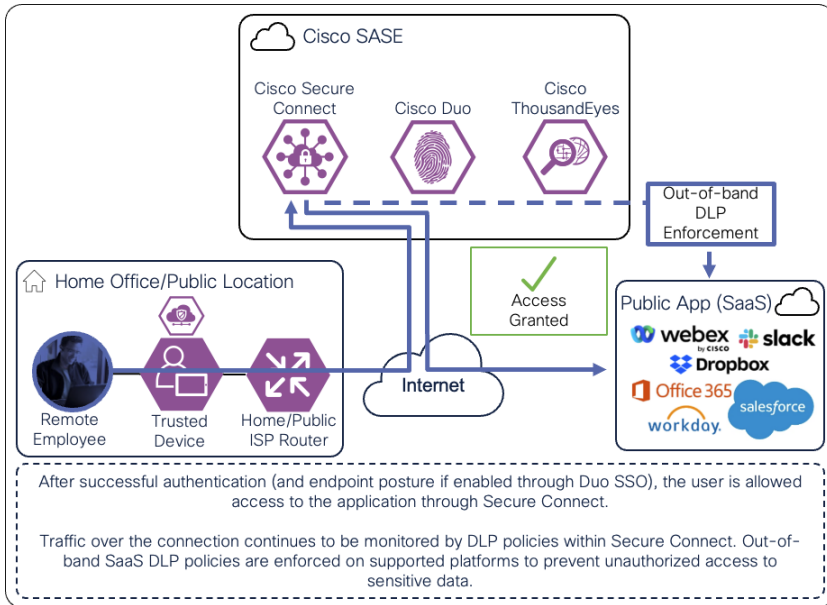 Cisco SASE
Cisco Secure
Connect
Cisco Duo
Cisco
ThousandEyes
Out-of-band
DLP
Enforcement
Home Office/Public Location
Access
Granted
Public App (SaaS)
webex
by CISCO
slack
Dropbox
Office 365
salesforce
workday.
Internet
Remote
Employee
Trusted
Device
Home/Public
ISP Router
After successful authentication (and endpoint posture if enabled through Duo SSO), the user is allowed
access to the application through Secure Connect.
Traffic over the connection continues to be monitored by DLP policies within Secure Connect. Out-of-
band SaaS DLP policies are enforced on supported platforms to prevent unauthorized access to
sensitive data.